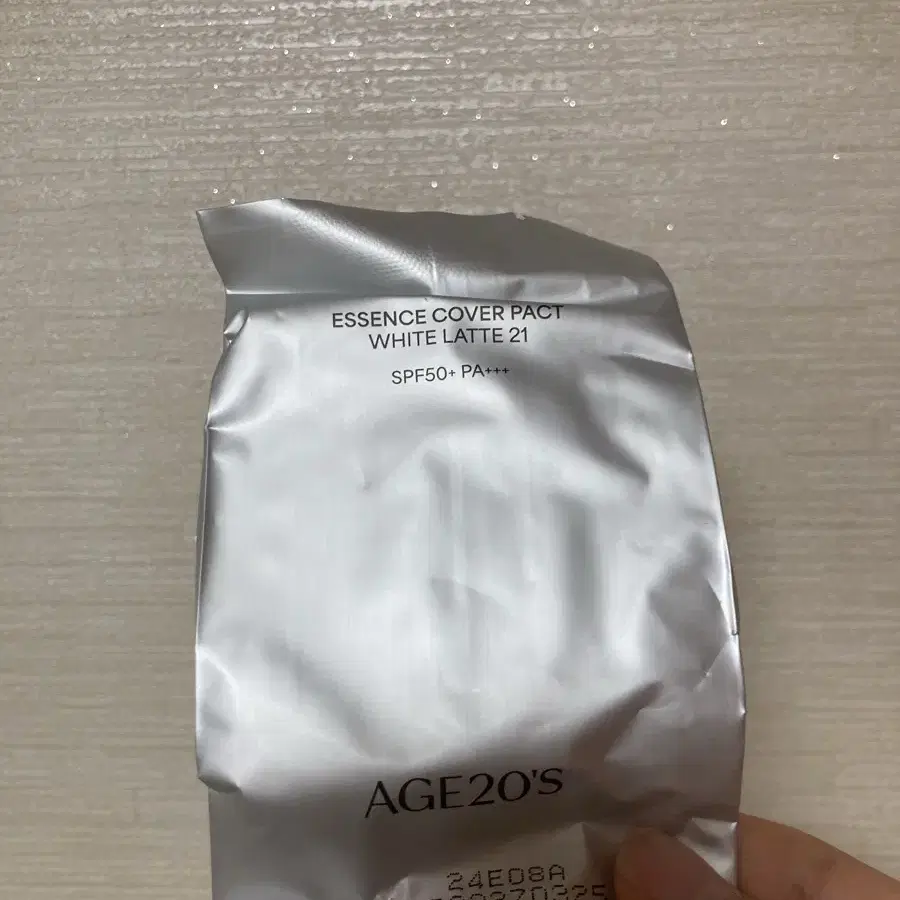 ESSENCE COVER PACT
WHITE LATTE 21
SPF50+ PA+++
AGE20'S
24E08A